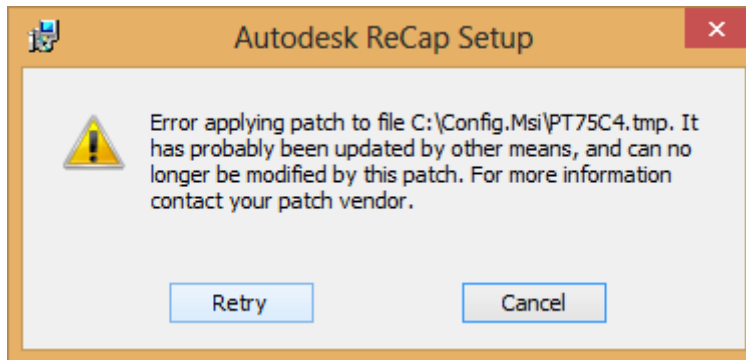 Autodesk ReCap Setup
Error applying patch to file C:\Config.Msi\PT75C4.tmp. It
has probably been updated by other means, and can no
longer be modified by this patch. For more information
contact your patch vendor.
Retry
Cancel